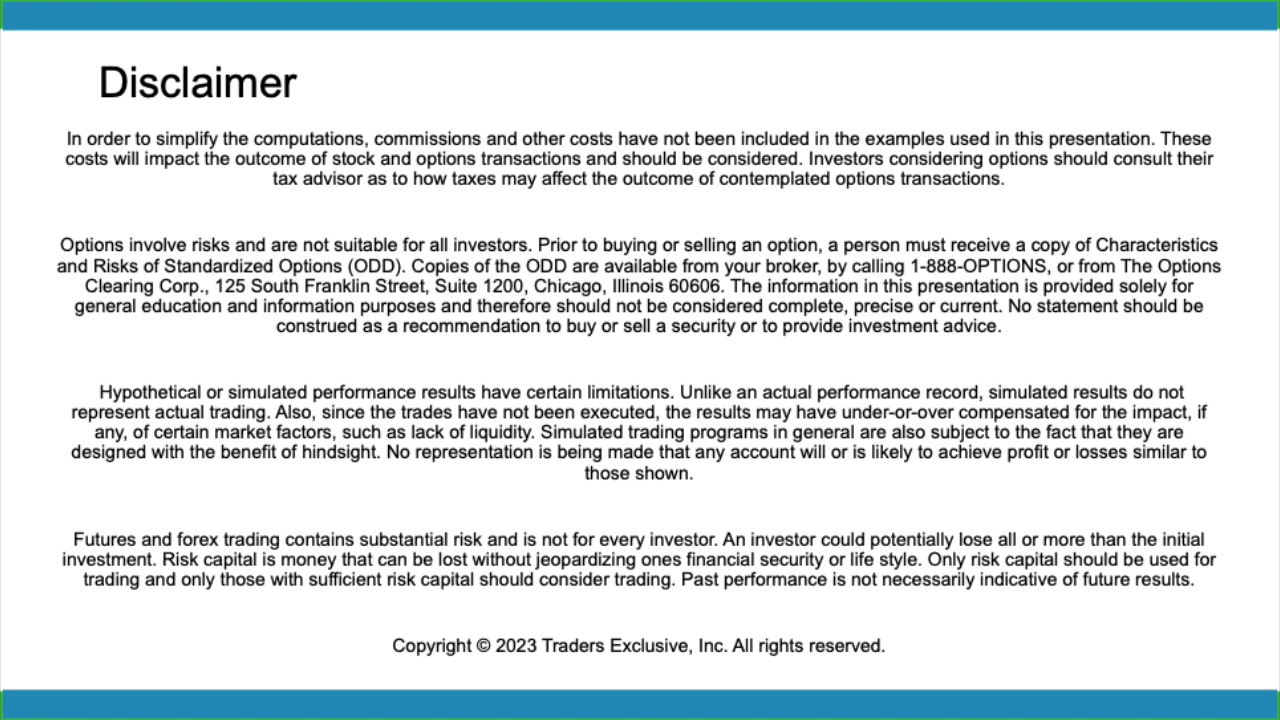 Disclaimer
In order to simplify the computations, commissions and other costs have not been included in the examples used in this presentation. These
costs will impact the outcome of stock and options transactions and should be considered. Investors considering options should consult their
tax advisor as to how taxes may affect the outcome of contemplated options transactions.
Options involve risks and are not suitable for all investors. Prior to buying or selling an option, a person must receive a copy of Characteristics
and Risks of Standardized Options (ODD). Copies of the ODD are available from your broker, by calling 1-888-OPTIONS, or from The Options
Clearing Corp., 125 South Franklin Street, Suite 1200, Chicago, Illinois 60606. The information in this presentation is provided solely for
general education and information purposes and therefore should not be considered complete, precise or current. No statement should be
construed as a recommendation to buy or sell a security or to provide investment advice.
Hypothetical or simulated performance results have certain limitations. Unlike an actual performance record, simulated results do not
represent actual trading. Also, since the trades have not been executed, the results may have under-or-over compensated for the impact, if
any, of certain market factors, such as lack of liquidity. Simulated trading programs in general are also subject to the fact that they are
designed with the benefit of hindsight. No representation is being made that any account will or is likely to achieve profit or losses similar to
those shown.
Futures and forex trading contains substantial risk and is not for every investor. An investor could potentially lose all or more than the initial
investment. Risk capital is money that can be lost without jeopardizing ones financial security or life style. Only risk capital should be used for
trading and only those with sufficient risk capital should consider trading. Past performance is not necessarily indicative of future results.
Copyright © 2023 Traders Exclusive, Inc. All rights reserved.